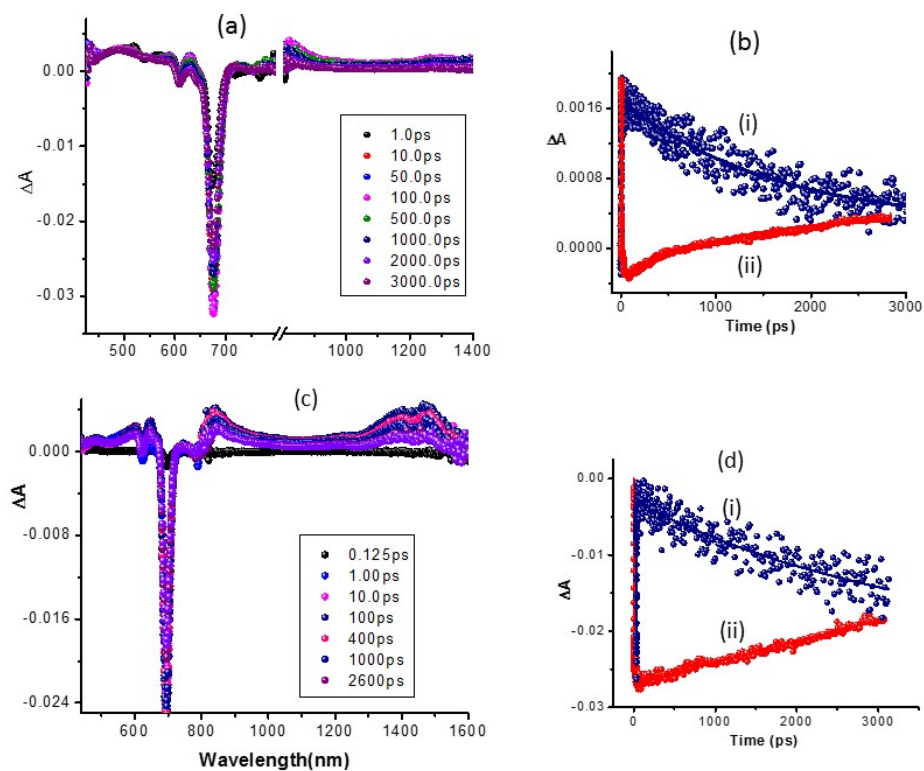 (a)
0.00
-0.01
-0.02
-0.03
ΔA
1.0ps
10.0ps
50.0ps
100.0ps
500.0ps
1000.0ps
2000.0ps
3000.0ps
500 600 700 1000 1200 1400
(b)
0.0016
0.0008
0.0000
ΔA
(i)
(ii)
0 1000 2000 3000
Time (ps)
(c)
0.000
-0.008
-0.016
-0.024
ΔA
0.125ps
1.00ps
10.0ps
100ps
400ps
1000ps
2600ps
600 800 1000 1200 1400 1600
Wavelength(nm)
(d)
0.00
-0.01
-0.02
-0.03
ΔA
(i)
(ii)
0 1000 2000 3000
Time (ps)